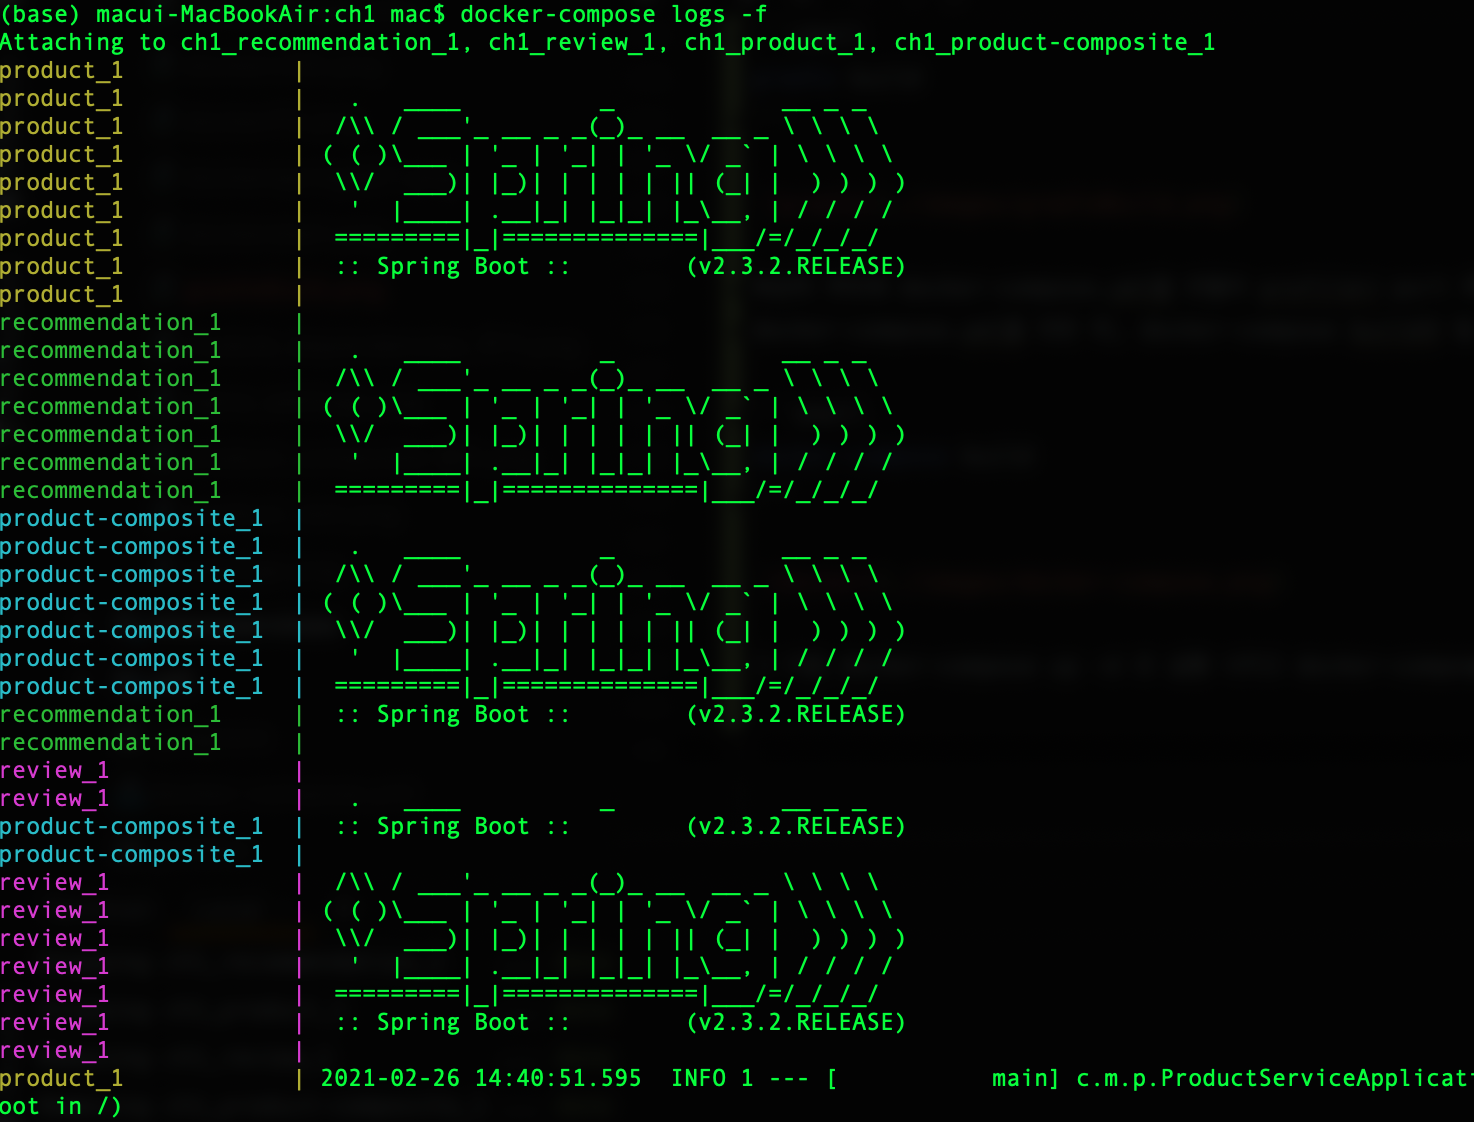 (base) macui-MacBookAir:ch1 mac$ docker-compose logs -f
Attaching to ch1_recommendation_1, ch1_review_1, ch1_product_1, ch1_product-composite_1
product_1            |
product_1            |   .   ____          _            __ _ _
product_1            |  /\\ / ___'_ __ _ _(_)_ __  __ _ \ \ \ \
product_1            | ( ( )\___ | '_ | '_| | '_ \/ _` | \ \ \ \
product_1            |  \\/  ___)| |_)| | | | | || (_| |  ) ) ) )
product_1            |   '  |____| .__|_| |_|_| |_\__, | / / / /
product_1            |  =========|_|==============|___/=/_/_/_/
product_1            |  :: Spring Boot ::        (v2.3.2.RELEASE)
product_1            |
recommendation_1     |
recommendation_1     |   .   ____          _            __ _ _
recommendation_1     |  /\\ / ___'_ __ _ _(_)_ __  __ _ \ \ \ \
recommendation_1     | ( ( )\___ | '_ | '_| | '_ \/ _` | \ \ \ \
recommendation_1     |  \\/  ___)| |_)| | | | | || (_| |  ) ) ) )
recommendation_1     |   '  |____| .__|_| |_|_| |_\__, | / / / /
recommendation_1     |  =========|_|==============|___/=/_/_/_/
product-composite_1  |
product-composite_1  |   .   ____          _            __ _ _
product-composite_1  |  /\\ / ___'_ __ _ _(_)_ __  __ _ \ \ \ \
product-composite_1  | ( ( )\___ | '_ | '_| | '_ \/ _` | \ \ \ \
product-composite_1  |  \\/  ___)| |_)| | | | | || (_| |  ) ) ) )
product-composite_1  |   '  |____| .__|_| |_|_| |_\__, | / / / /
product-composite_1  |  =========|_|==============|___/=/_/_/_/
recommendation_1     |  :: Spring Boot ::        (v2.3.2.RELEASE)
recommendation_1     |
review_1             |
review_1             |   .   ____          _            __ _ _
product-composite_1  |  :: Spring Boot ::        (v2.3.2.RELEASE)
product-composite_1  |
review_1             |  /\\ / ___'_ __ _ _(_)_ __  __ _ \ \ \ \
review_1             | ( ( )\___ | '_ | '_| | '_ \/ _` | \ \ \ \
review_1             |  \\/  ___)| |_)| | | | | || (_| |  ) ) ) )
review_1             |   '  |____| .__|_| |_|_| |_\__, | / / / /
review_1             |  =========|_|==============|___/=/_/_/_/
review_1             |  :: Spring Boot ::        (v2.3.2.RELEASE)
review_1             |
product_1            | 2021-02-26 14:40:51.595  INFO 1 --- [           main] c.m.p.ProductServiceApplicati
oot in /)